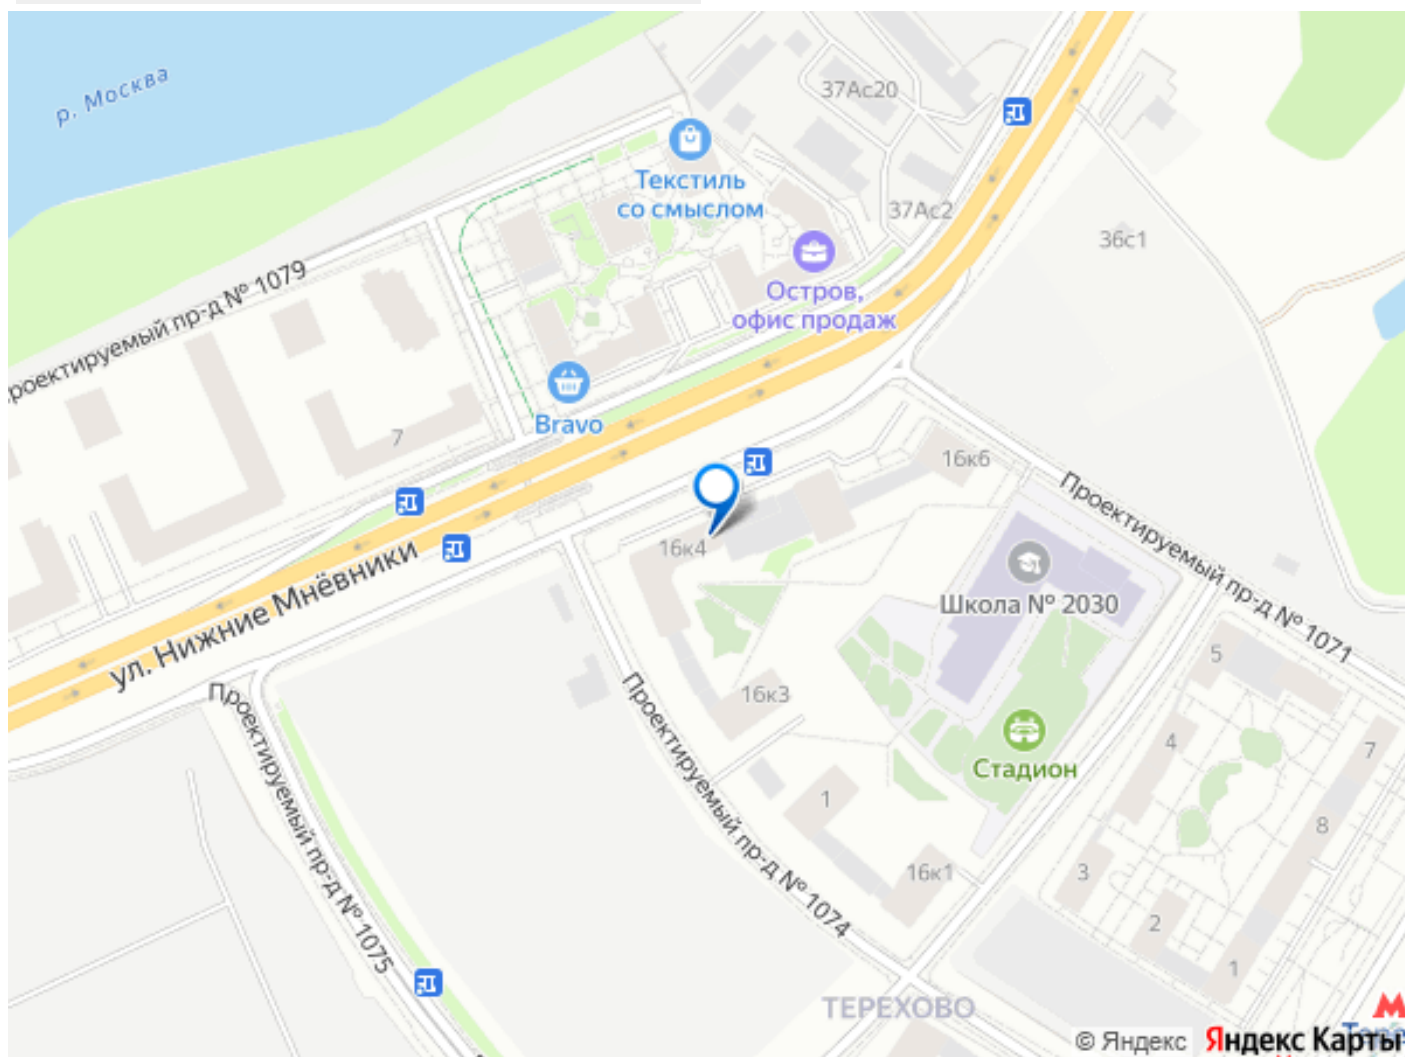 р. Москва
37Ас20
Текстиль
со смыслом
37Ас2
36с1
Остров,
офис продаж
Проектируемый пр-д № 1079
Bravo
7
16к6
Проектируемый пр-д № 1071
16к4
ул. Нижние Мнёвники
Школа № 2030
5
16к3
Проектируемый пр-д № 1075
Проектируемый пр-д № 1074
Стадион
4
7
1
8
16к1
3
2
1
ТЕРЕХОВО
© Яндекс
Яндекс Карты